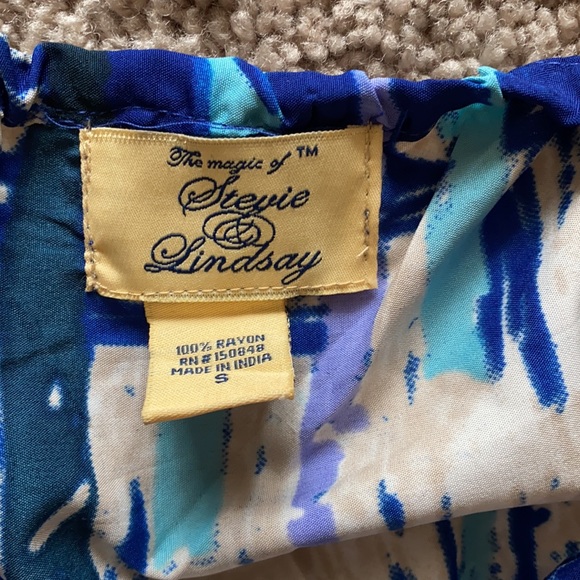 The magic of ™
Stevie
&
Lindsay
100% RAYON
RN# 150848
MADE IN INDIA
S